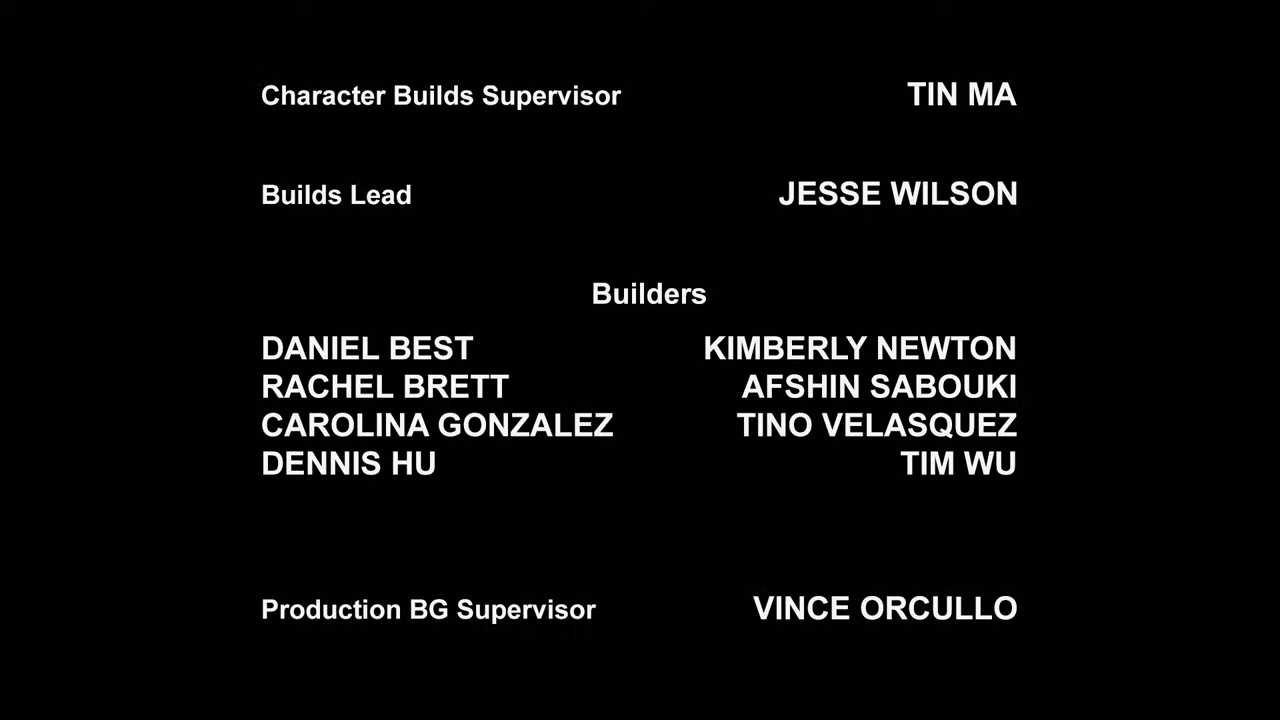 Character Builds Supervisor TIN MA
Builds Lead JESSE WILSON
Builders
DANIEL BEST KIMBERLY NEWTON
RACHEL BRETT AFSHIN SABOUKI
CAROLINA GONZALEZ TINO VELASQUEZ
DENNIS HU TIM WU
Production BG Supervisor VINCE ORCULLO